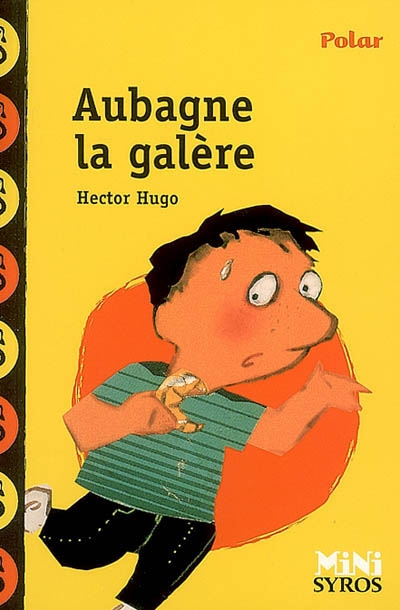 Polar
Aubagne
la galère
Hector Hugo
MiNi
SYROS